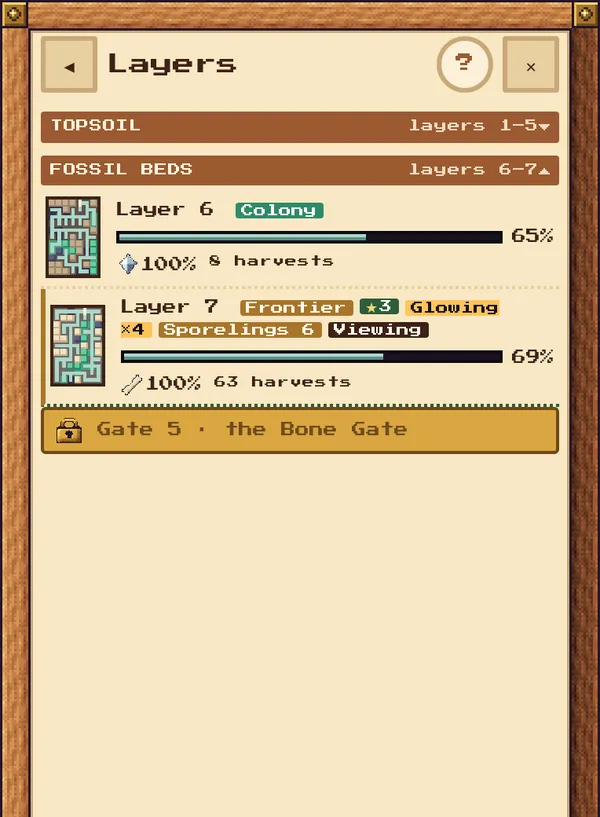 ◂ Layers ? ×
TOPSOIL layers 1–5▾
FOSSIL BEDS layers 6–7▴
Layer 6 Colony
65%
100% 8 harvests
Layer 7 Frontier ★3 Glowing
×4 Sporelings 6 Viewing
69%
100% 63 harvests
Gate 5 · the Bone Gate